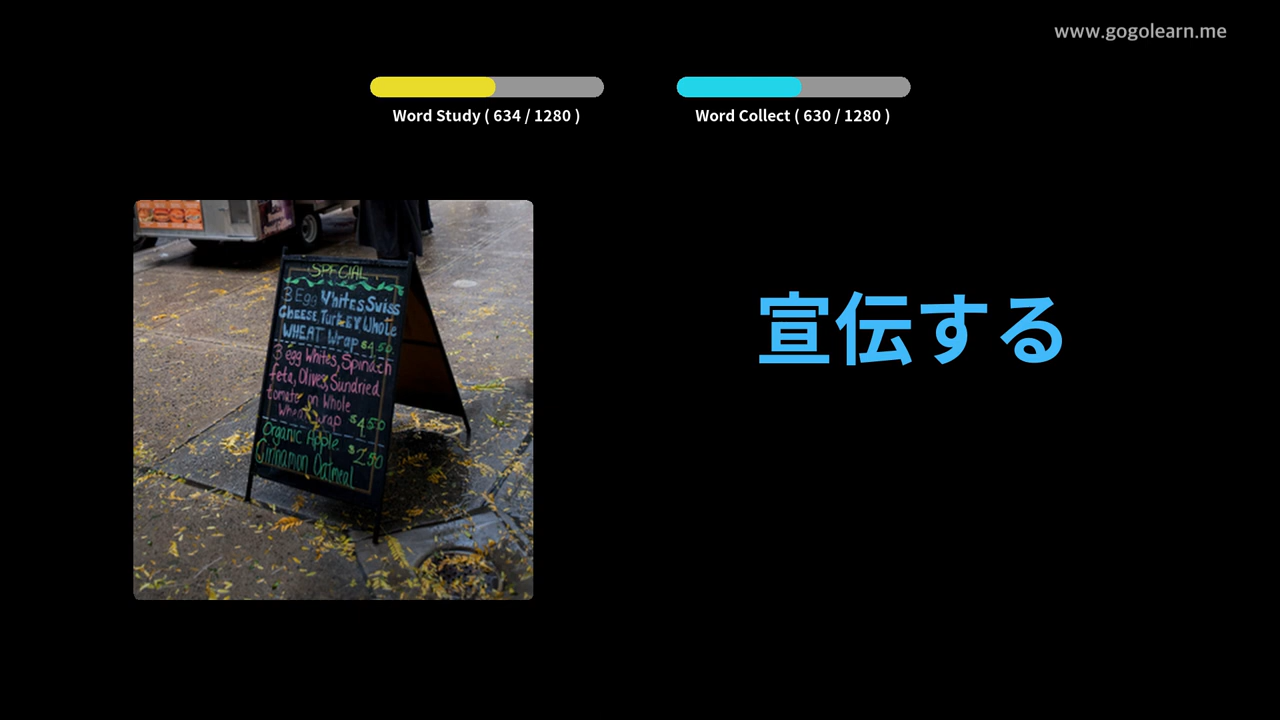 www.gogolearn.me
Word Study ( 634 / 1280 )
Word Collect ( 630 / 1280 )
SPECIAL
3 Egg Whites, Swiss
Cheese, Turkey Whole
WHEAT Wrap $4.50
3 egg Whites, Spinach
feta, Olives, Sundried
tomato on Whole
Wheat Wrap $4.50
Organic Apple
Cinnamon Oatmeal $2.50
宣伝する